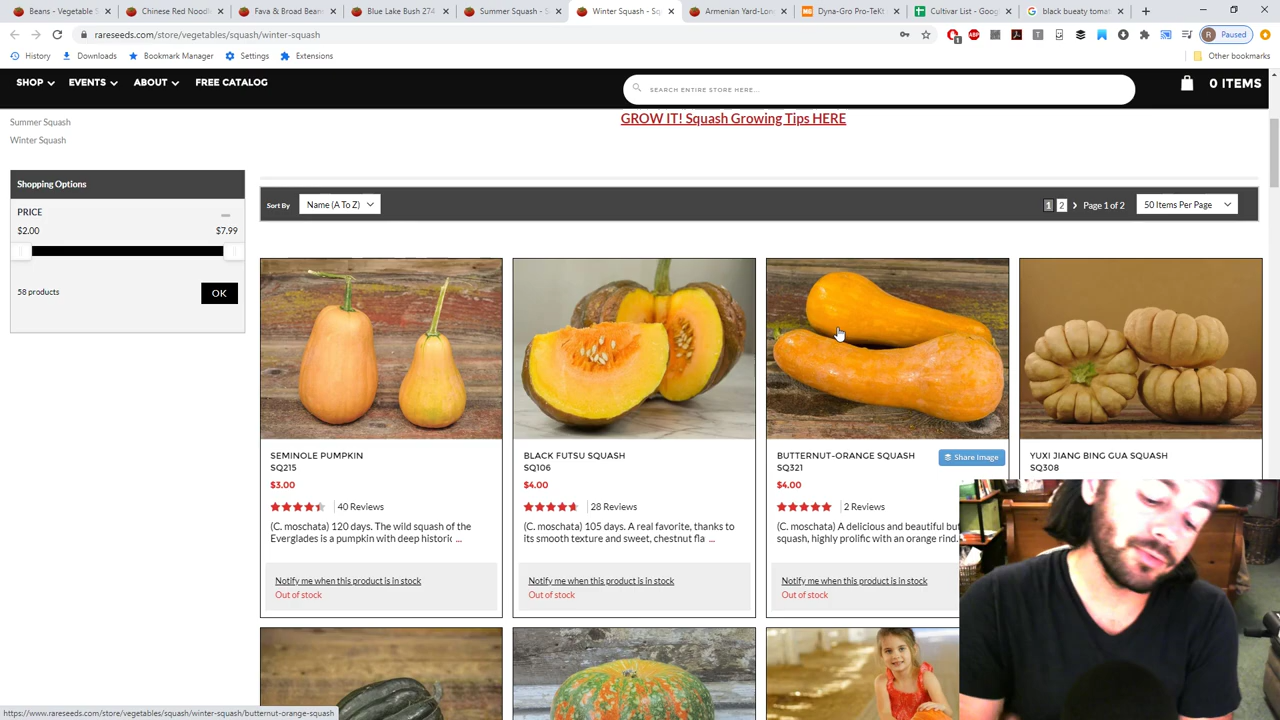 Beans - Vegetable S
Chinese Red Noodl
Fava & Broad Bean
Blue Lake Bush 274
Summer Squash - S
Winter Squash - Sq
Armenian Yard-Lon
Dyna-Gro Pro-TeKt
Cultivar List - Goog
black bueaty tomat
rareseeds.com/store/vegetables/squash/winter-squash
Paused
History
Downloads
Bookmark Manager
Settings
Extensions
Other bookmarks
SHOP
EVENTS
ABOUT
FREE CATALOG
SEARCH ENTIRE STORE HERE...
0 ITEMS
Summer Squash
Winter Squash
GROW IT! Squash Growing Tips HERE
Shopping Options
PRICE
$2.00
$7.99
58 products
OK
Sort By
Name (A To Z)
1 2
Page 1 of 2
50 Items Per Page
SEMINOLE PUMPKIN
SQ215
$3.00
40 Reviews
(C. moschata) 120 days. The wild squash of the
Everglades is a pumpkin with deep historic ...
Notify me when this product is in stock
Out of stock
BLACK FUTSU SQUASH
SQ106
$4.00
28 Reviews
(C. moschata) 105 days. A real favorite, thanks to
its smooth texture and sweet, chestnut fla ...
Notify me when this product is in stock
Out of stock
BUTTERNUT-ORANGE SQUASH
SQ321
Share Image
$4.00
2 Reviews
(C. moschata) A delicious and beautiful but
squash, highly prolific with an orange rind.
Notify me when this product is in stock
Out of stock
YUXI JIANG BING GUA SQUASH
SQ308
https://www.rareseeds.com/store/vegetables/squash/winter-squash/butternut-orange-squash